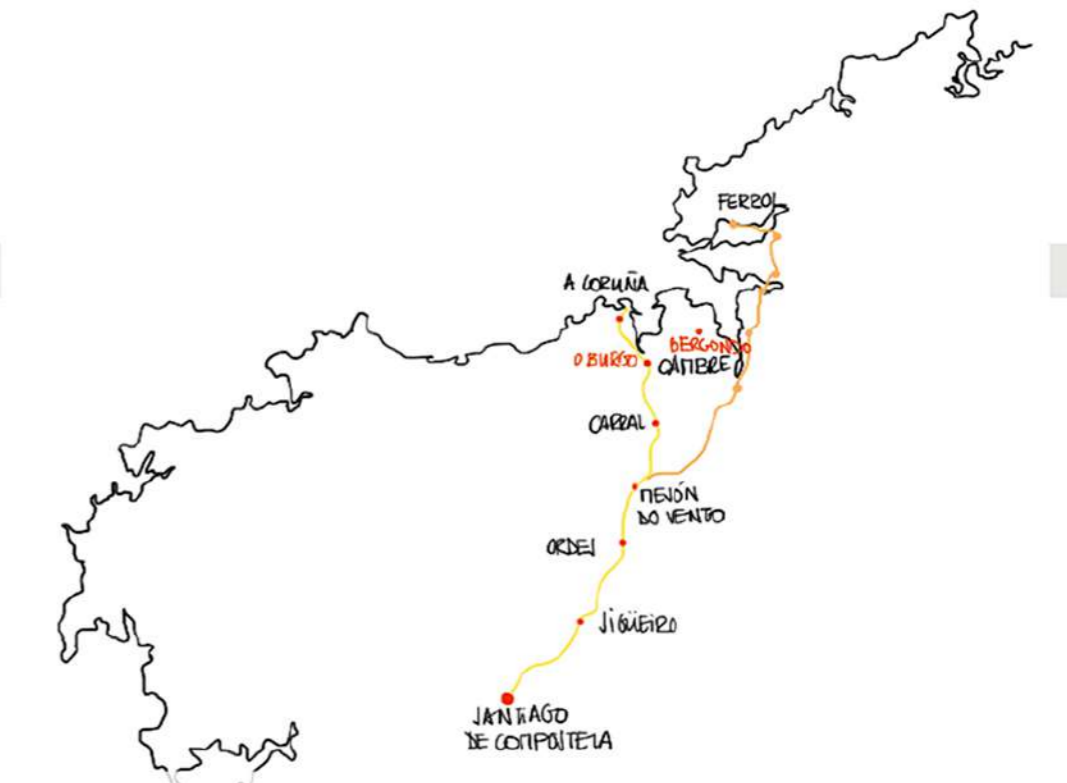 FERROL
A CORUÑA
BERGONDO
O BURGO
CAMBRE
CARRAL
MESÓN
DO VENTO
ORDES
SIGÜEIRO
SANTIAGO
DE COMPOSTELA